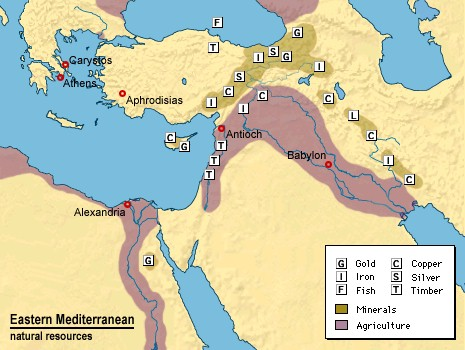 F
T
G
I S G
I
S
I C
C
I
C
L
C
I
C
C
G
T
T
T
G
Carystos
Athens
Aphrodisias
Antioch
Babylon
Alexandria
Eastern Mediterranean
natural resources
G Gold C Copper
I Iron S Silver
F Fish T Timber
Minerals
Agriculture